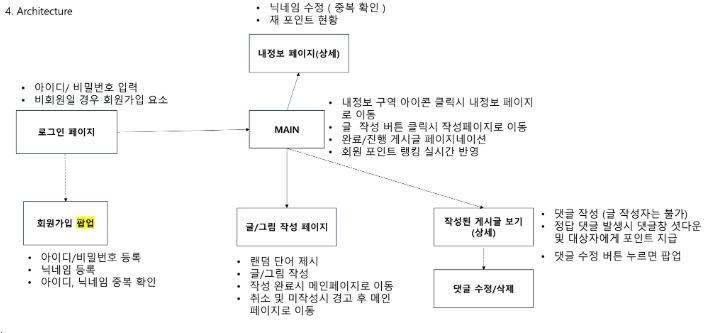 4. Architecture
• 닉네임 수정 ( 중복 확인 )
• 재 포인트 현황
내정보 페이지(상세)
• 아이디/ 비밀번호 입력
• 비회원일 경우 회원가입 요소
로그인 페이지
MAIN
• 내정보 구역 아이콘 클릭시 내정보 페이지
로 이동
• 글 작성 버튼 클릭시 작성페이지로 이동
• 완료/진행 게시글 페이지네이션
• 회원 포인트 랭킹 실시간 반영
회원가입 팝업
• 아이디/비밀번호 등록
• 닉네임 등록
• 아이디, 닉네임 중복 확인
글/그림 작성 페이지
• 랜덤 단어 제시
• 글/그림 작성
• 작성 완료시 메인페이지로 이동
• 취소 및 미작성시 경고 후 메인
페이지로 이동
작성된 게시글 보기
(상세)
• 댓글 작성 (글 작성자는 불가)
• 정답 댓글 발생시 댓글창 셧다운
및 대상자에게 포인트 지급
• 댓글 수정 버튼 누르면 팝업
댓글 수정/삭제